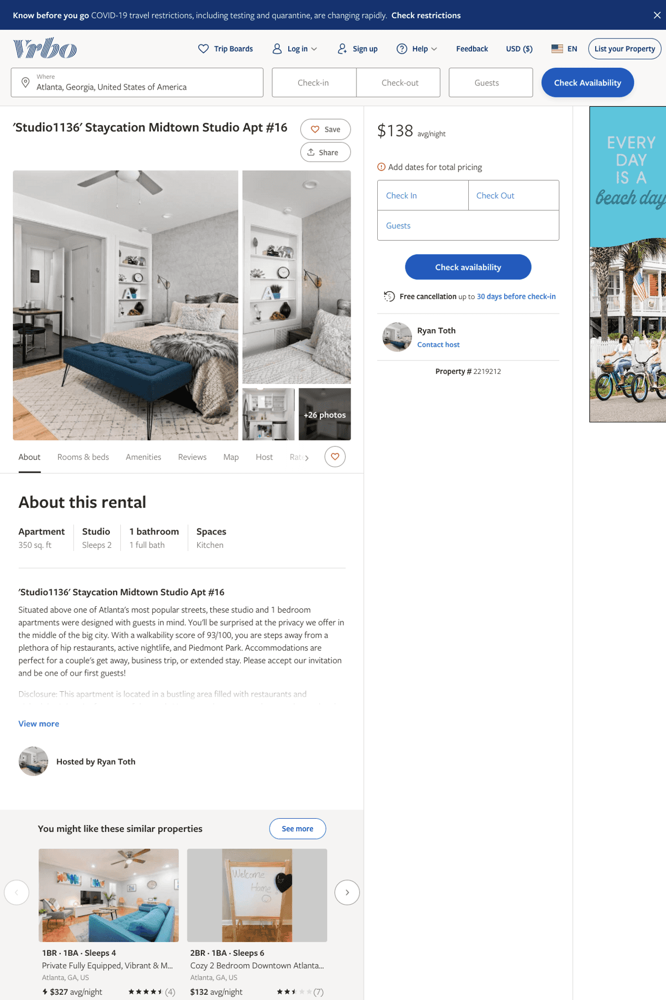 Know before you go COVID-19 travel restrictions, including testing and quarantine, are changing rapidly. Check restrictions
Vrbo
Trip Boards
Log in
Sign up
Help
Feedback
USD ($)
EN
List your Property
Where
Atlanta, Georgia, United States of America
Check-in
Check-out
Guests
Check Availability
'Studio1136' Staycation Midtown Studio Apt #16
Save
Share
+26 photos
$138 avg/night
Add dates for total pricing
Check In
Check Out
Guests
Check availability
Free cancellation up to 30 days before check-in
Ryan Toth
Contact host
Property # 2219212
EVERY
DAY
IS A
beach day
About
Rooms & beds
Amenities
Reviews
Map
Host
Rate
About this rental
Apartment
350 sq. ft
Studio
Sleeps 2
1 bathroom
1 full bath
Spaces
Kitchen
'Studio1136' Staycation Midtown Studio Apt #16
Situated above one of Atlanta's most popular streets, these studio and 1 bedroom
apartments were designed with guests in mind. You'll be surprised at the privacy we offer in
the middle of the big city. With a walkability score of 93/100, you are steps away from a
plethora of hip restaurants, active nightlife, and Piedmont Park. Accommodations are
perfect for a couple's get away, business trip, or extended stay. Please accept our invitation
and be one of our first guests!
Disclosure: This apartment is located in a bustling area filled with restaurants and
View more
Hosted by Ryan Toth
You might like these similar properties
See more
Welcome
Home
1BR · 1BA · Sleeps 4
Private Fully Equipped, Vibrant & M...
Atlanta, GA, US
$327 avg/night
(4)
2BR · 1BA · Sleeps 6
Cozy 2 Bedroom Downtown Atlanta...
Atlanta, GA, US
$132 avg/night
(7)